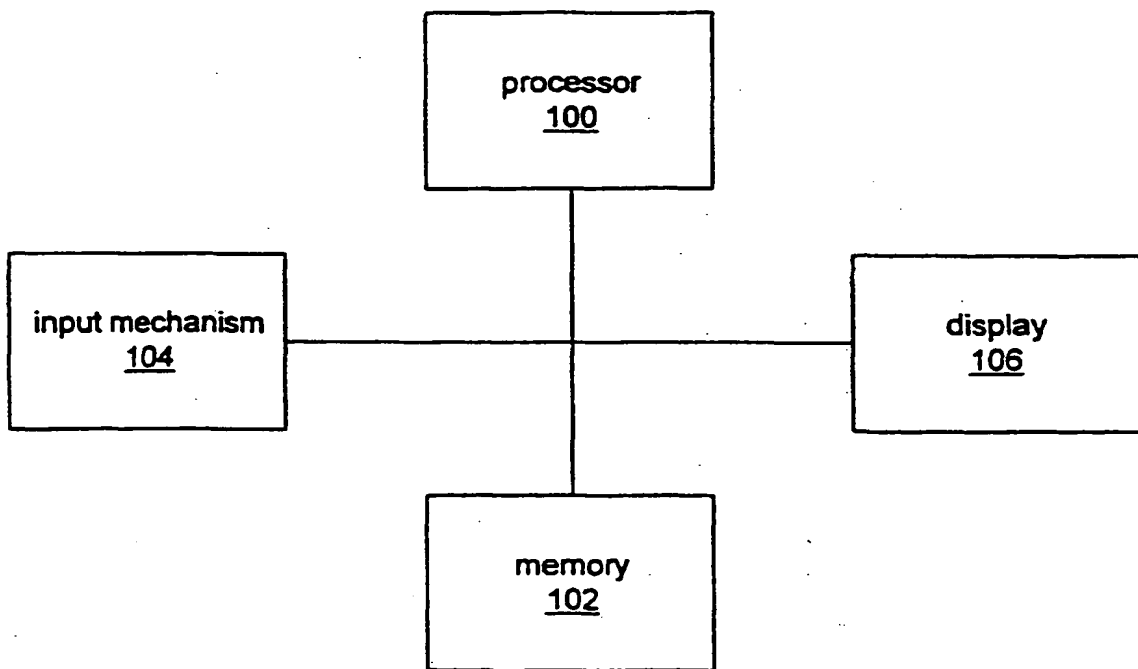 processor
100
input mechanism
104
display
106
memory
102